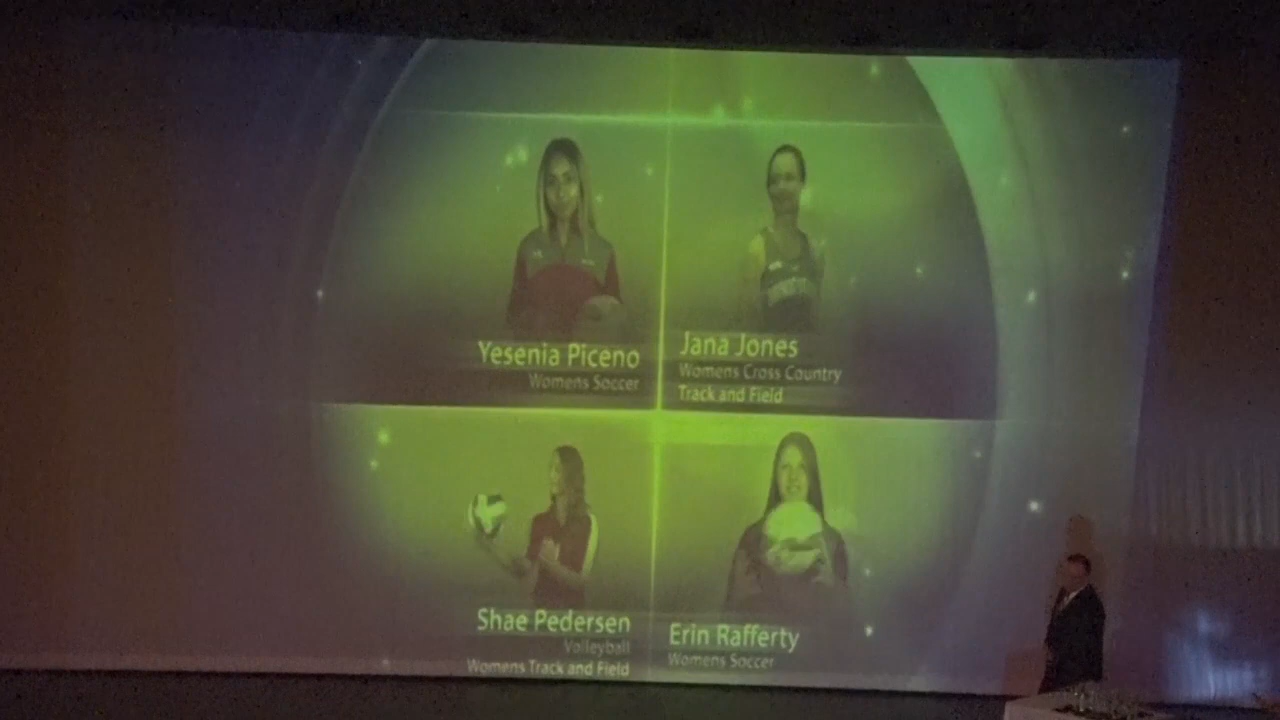 Yesenia Piceno
Womens Soccer
Jana Jones
Womens Cross Country
Track and Field
Shae Pedersen
Volleyball
Womens Track and Field
Erin Rafferty
Womens Soccer